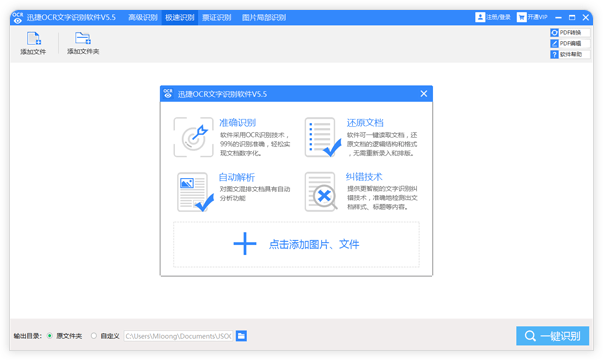 OCR
迅捷OCR文字识别软件V5.5 高级识别 极速识别 票证识别 图片局部识别 注册/登录 开通VIP
添加文件 添加文件夹
PDF转换
PDF编辑
软件帮助
OCR 迅捷OCR文字识别软件V5.5
准确识别
软件采用OCR识别技术，
99%的识别准确，轻松实
现文档数字化。
还原文档
软件可一键读取文档，还
原文档的逻辑结构和格式
，无需重新录入和排版。
自动解析
对图文混排文档具有自动
分析功能
纠错技术
提供更智能的文字识别纠
错技术，准确地检测出文
档样式、标题等内容。
点击添加图片、文件
输出目录： 原文件夹 自定义 C:\Users\Mloong\Documents\USO 一键识别